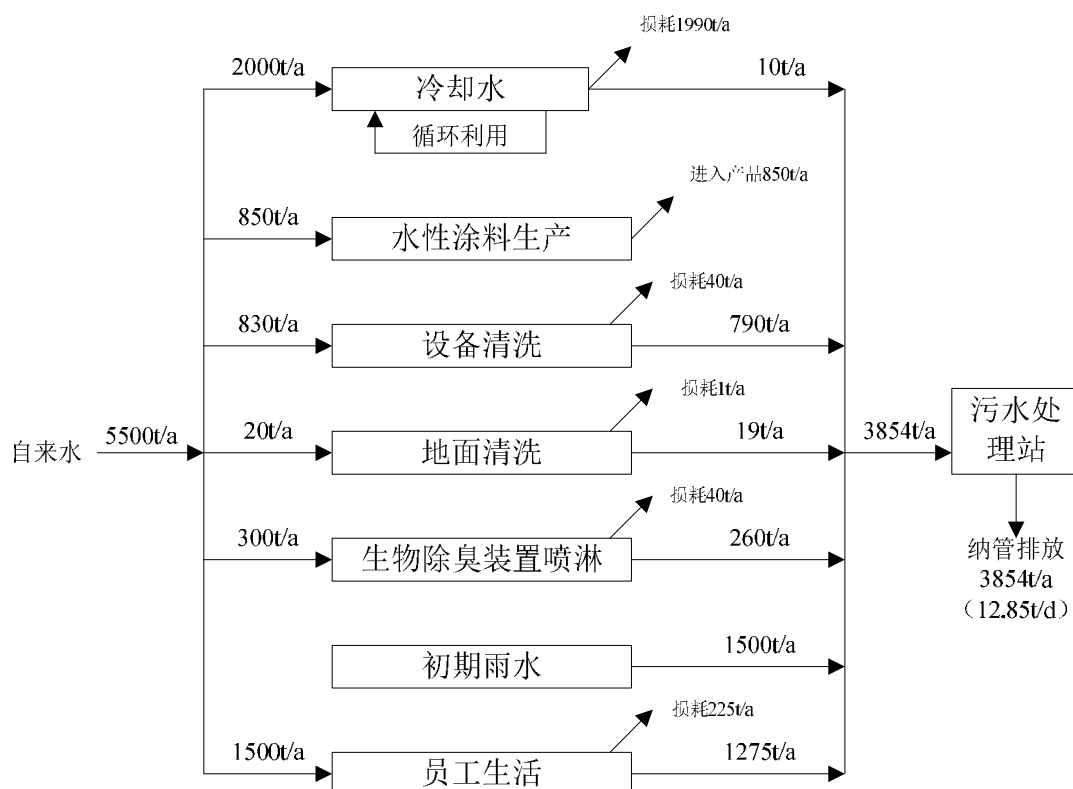 损耗1990t/a
2000t/a
冷却水
10t/a
循环利用
进入产品850t/a
850t/a
水性涂料生产
损耗40t/a
830t/a
设备清洗
790t/a
损耗1t/a
自来水
5500t/a
20t/a
地面清洗
19t/a
3854t/a
污水处
理站
损耗40t/a
300t/a
生物除臭装置喷淋
260t/a
纳管排放
3854t/a
（12.85t/d）
初期雨水
1500t/a
损耗225t/a
1500t/a
员工生活
1275t/a